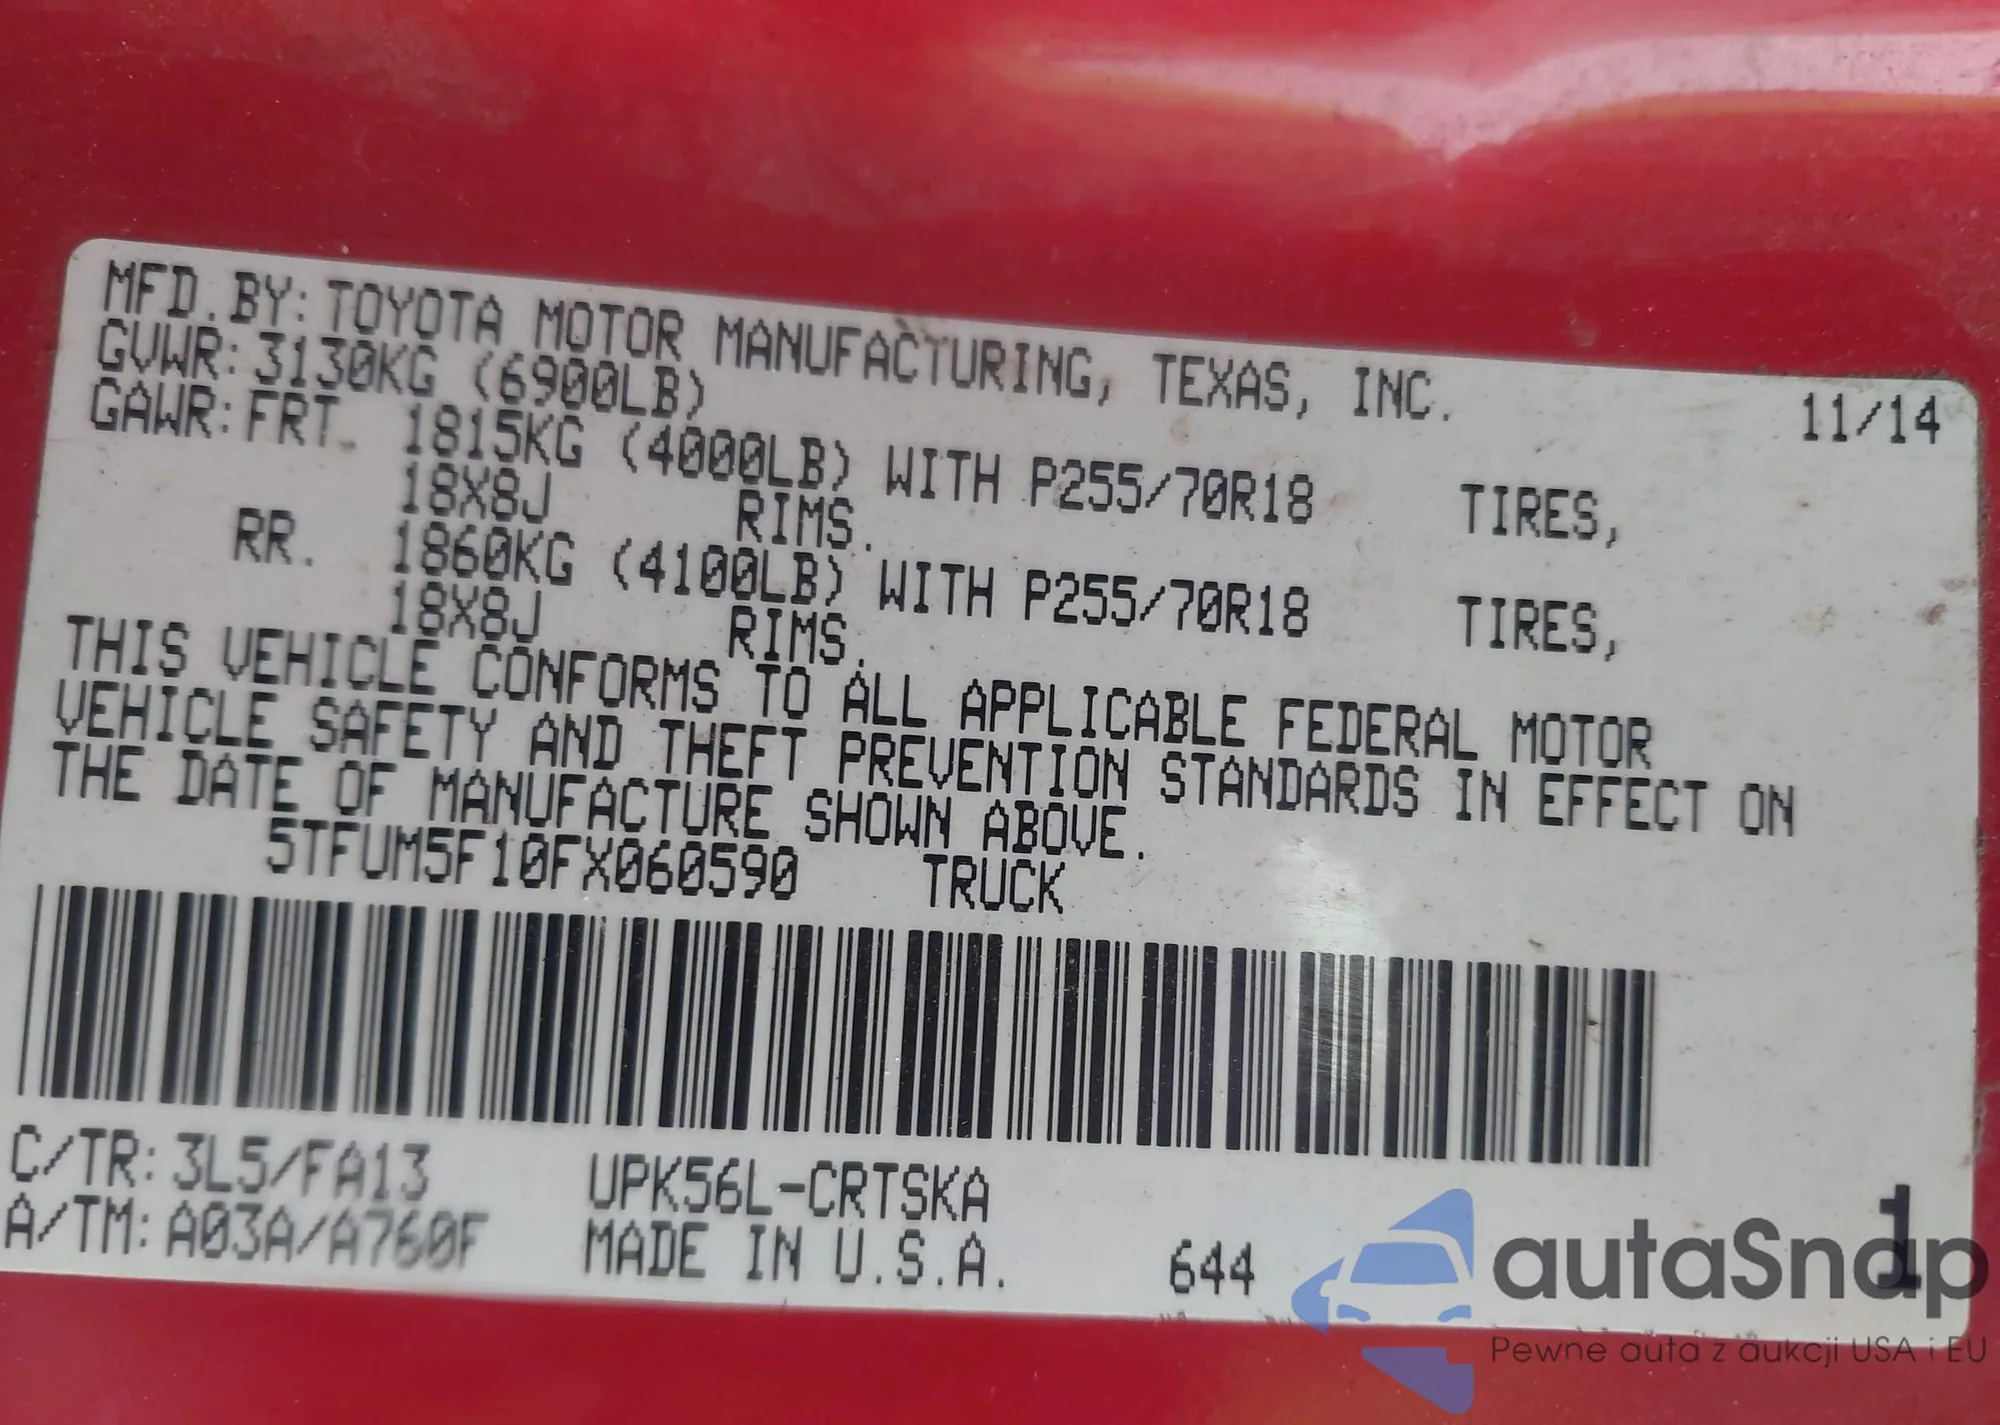 MFD.BY: TOYOTA MOTOR MANUFACTURING, TEXAS, INC. 11/14
GVWR: 3130KG (6900LB)
GAWR: FRT. 1815KG (4000LB) WITH P255/70R18 TIRES,
18X8J RIMS.
RR. 1860KG (4100LB) WITH P255/70R18 TIRES,
18X8J RIMS.
THIS VEHICLE CONFORMS TO ALL APPLICABLE FEDERAL MOTOR
VEHICLE SAFETY AND THEFT PREVENTION STANDARDS IN EFFECT ON
THE DATE OF MANUFACTURE SHOWN ABOVE.
5TFUM5F10FX060590 TRUCK
C/TR: 3L5/FA13 UPK56L-CRTSKA 1
A/TM: A03A/A760F MADE IN U.S.A. 644
autaSnap
Pewne auta z aukcji USA i EU